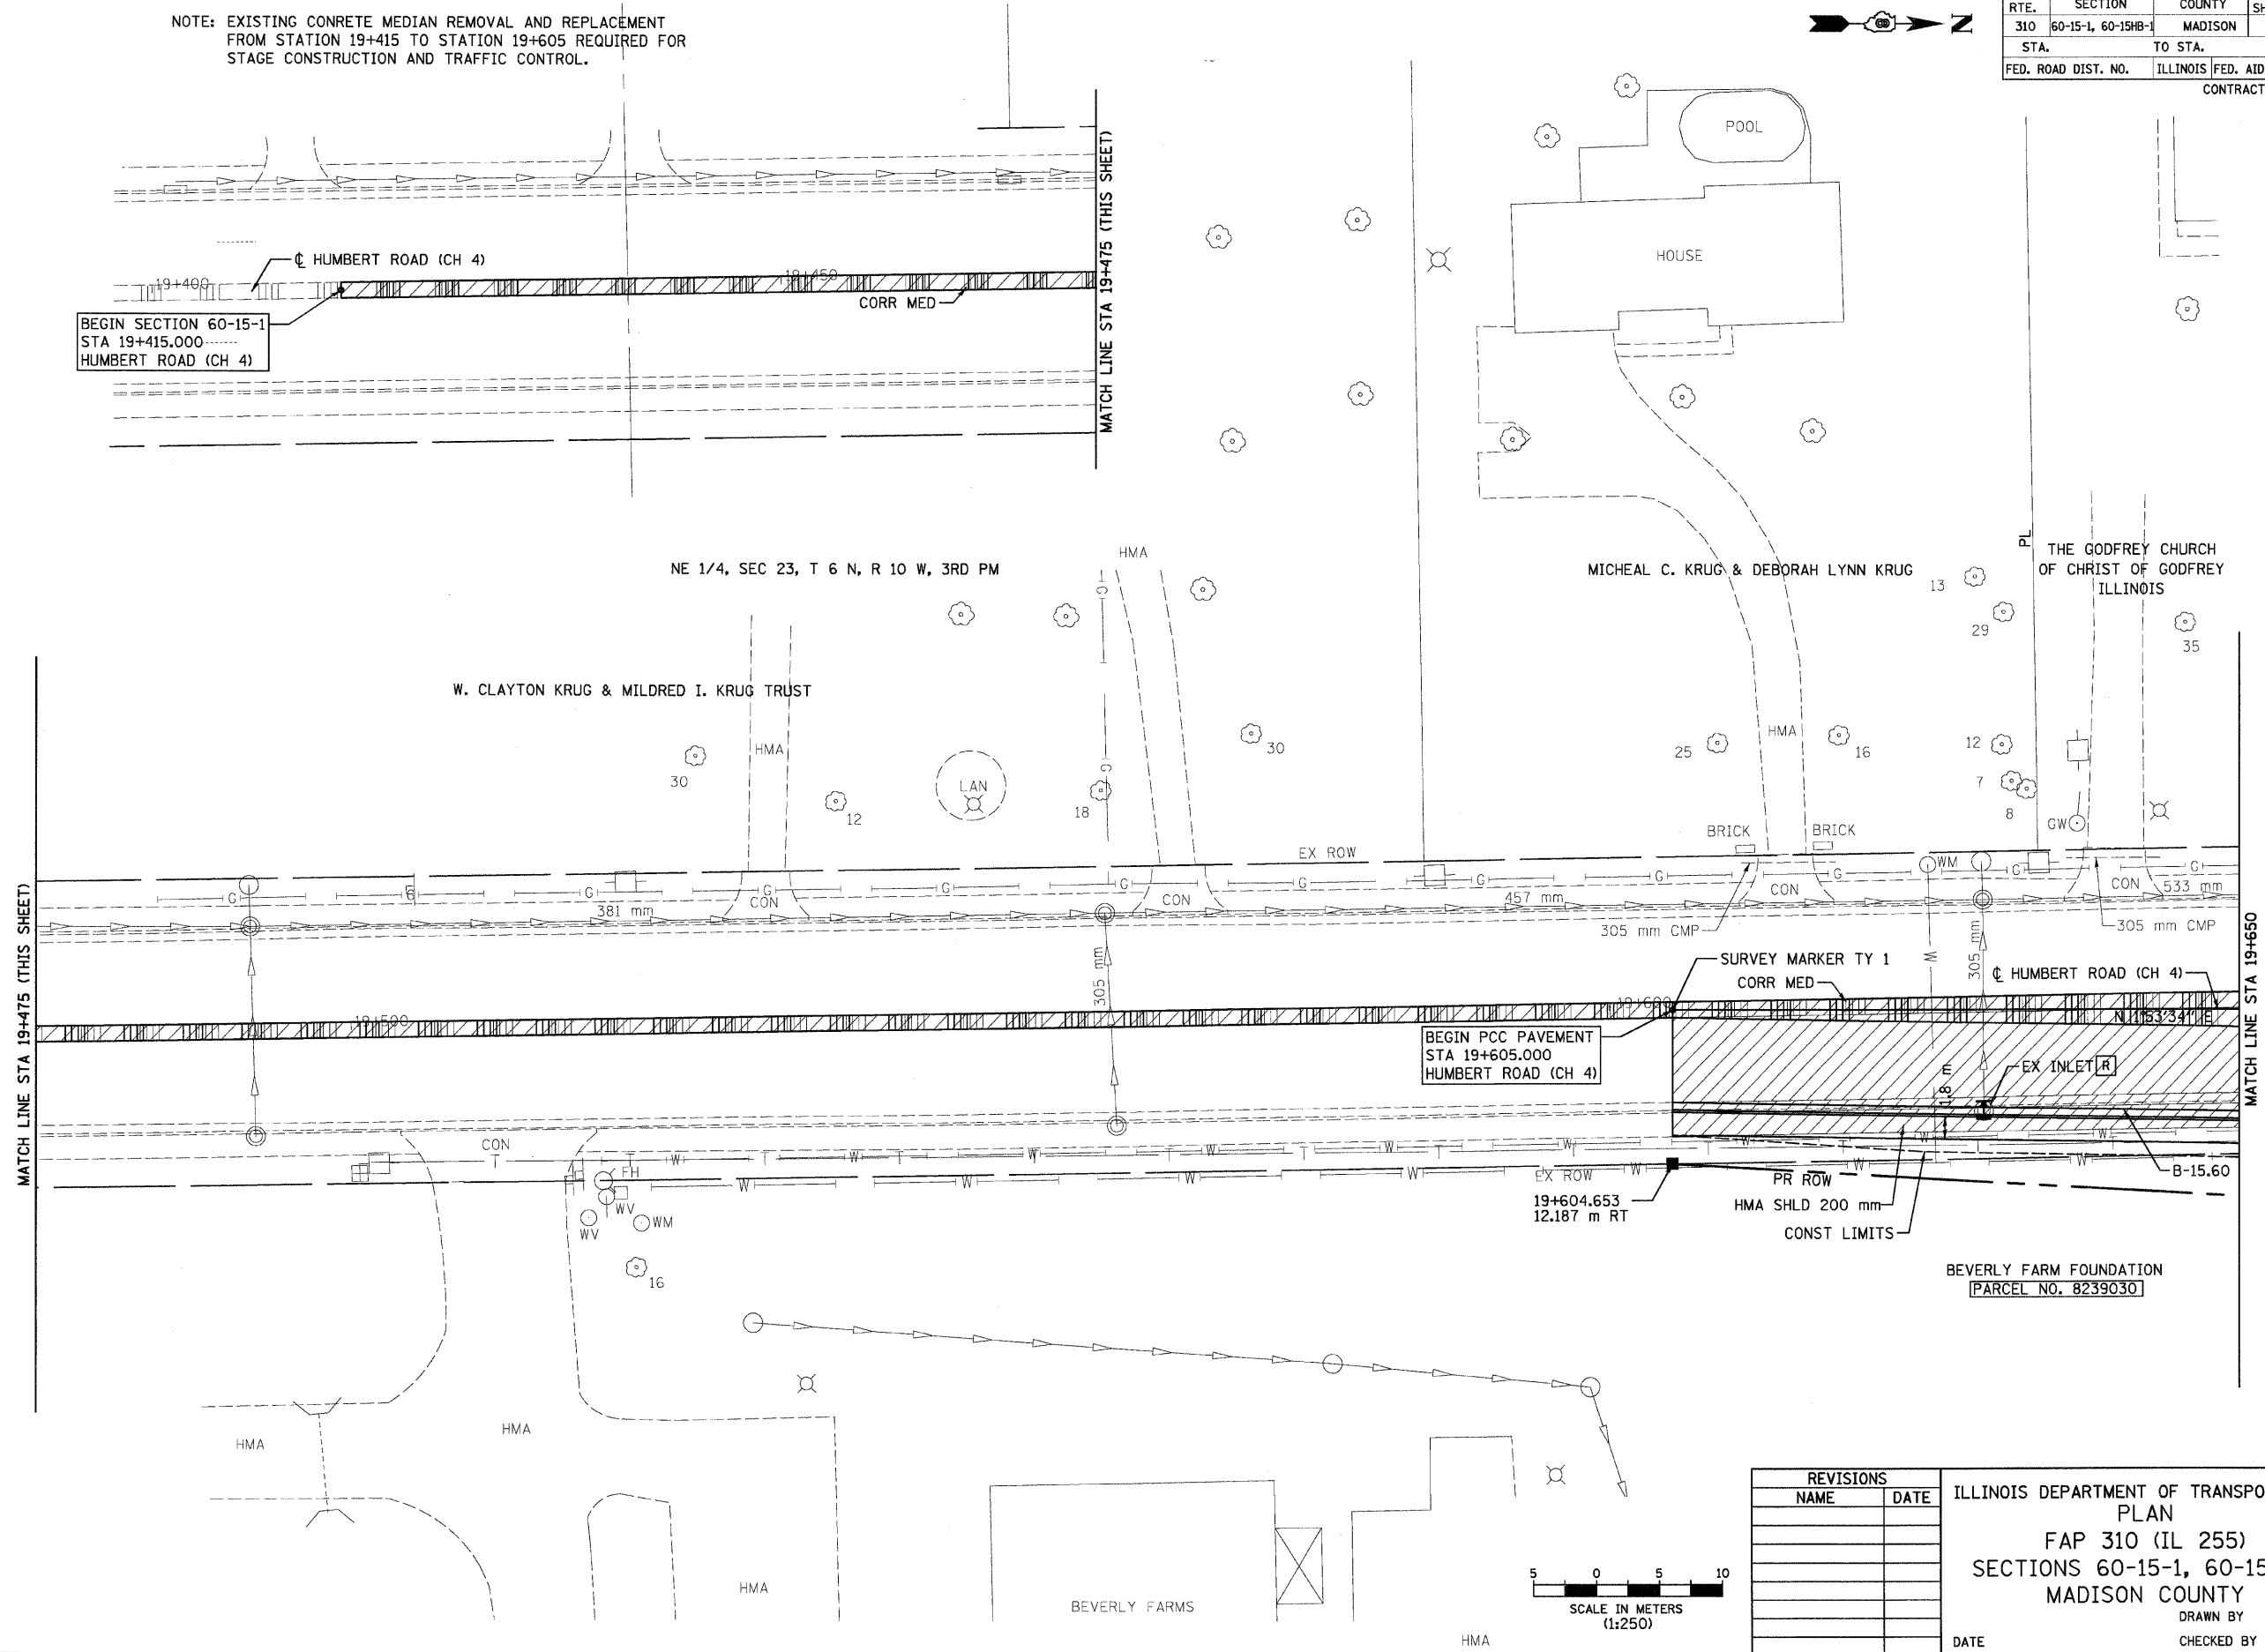 NOTE: EXISTING CONRETE MEDIAN REMOVAL AND REPLACEMENT
FROM STATION 19+415 TO STATION 19+605 REQUIRED FOR
STAGE CONSTRUCTION AND TRAFFIC CONTROL.
N
RTE. SECTION COUNTY
310 60-15-1, 60-15HB-1 MADISON
STA. TO STA.
FED. ROAD DIST. NO. ILLINOIS FED. AID
CONTRACT
MATCH LINE STA 19+475 (THIS SHEET)
℄ HUMBERT ROAD (CH 4)
19+400
19+450
CORR MED
BEGIN SECTION 60-15-1
STA 19+415.000
HUMBERT ROAD (CH 4)
POOL
HOUSE
HMA
NE 1/4, SEC 23, T 6 N, R 10 W, 3RD PM
MICHEAL C. KRUG & DEBORAH LYNN KRUG
PL
THE GODFREY CHURCH
OF CHRIST OF GODFREY
ILLINOIS
13
29
35
W. CLAYTON KRUG & MILDRED I. KRUG TRUST
30
HMA
12
LAN
18
30
25
HMA
16
12
7
8
GW
BRICK
BRICK
EX ROW
WM
G
G
G
G
G
G
G
G
G
G
G
G
G
G
381 mm
CON
CON
457 mm
CON
CON
533 mm
305 mm CMP
305 mm CMP
MATCH LINE STA 19+475 (THIS SHEET)
305 mm
W
305 mm
SURVEY MARKER TY 1
CORR MED
℄ HUMBERT ROAD (CH 4)
MATCH LINE STA 19+650
19+500
19+600
N 1°53'34" E
BEGIN PCC PAVEMENT
STA 19+605.000
HUMBERT ROAD (CH 4)
EX INLET R
1.8 m
CON
T W T W T W T W T W T
FH
WV
WV
WM
16
W W W W W W
EX ROW
PR ROW
B-15.60
19+604.653
12.187 m RT
HMA SHLD 200 mm
CONST LIMITS
BEVERLY FARM FOUNDATION
PARCEL NO. 8239030
HMA
HMA
HMA
BEVERLY FARMS
HMA
5 0 5 10
SCALE IN METERS
(1:250)
REVISIONS
NAME DATE
ILLINOIS DEPARTMENT OF
PLAN
FAP 310 (IL 255)
SECTIONS 60-15-1,
MADISON COUNTY
DRAWN BY
DATE CHECKED BY